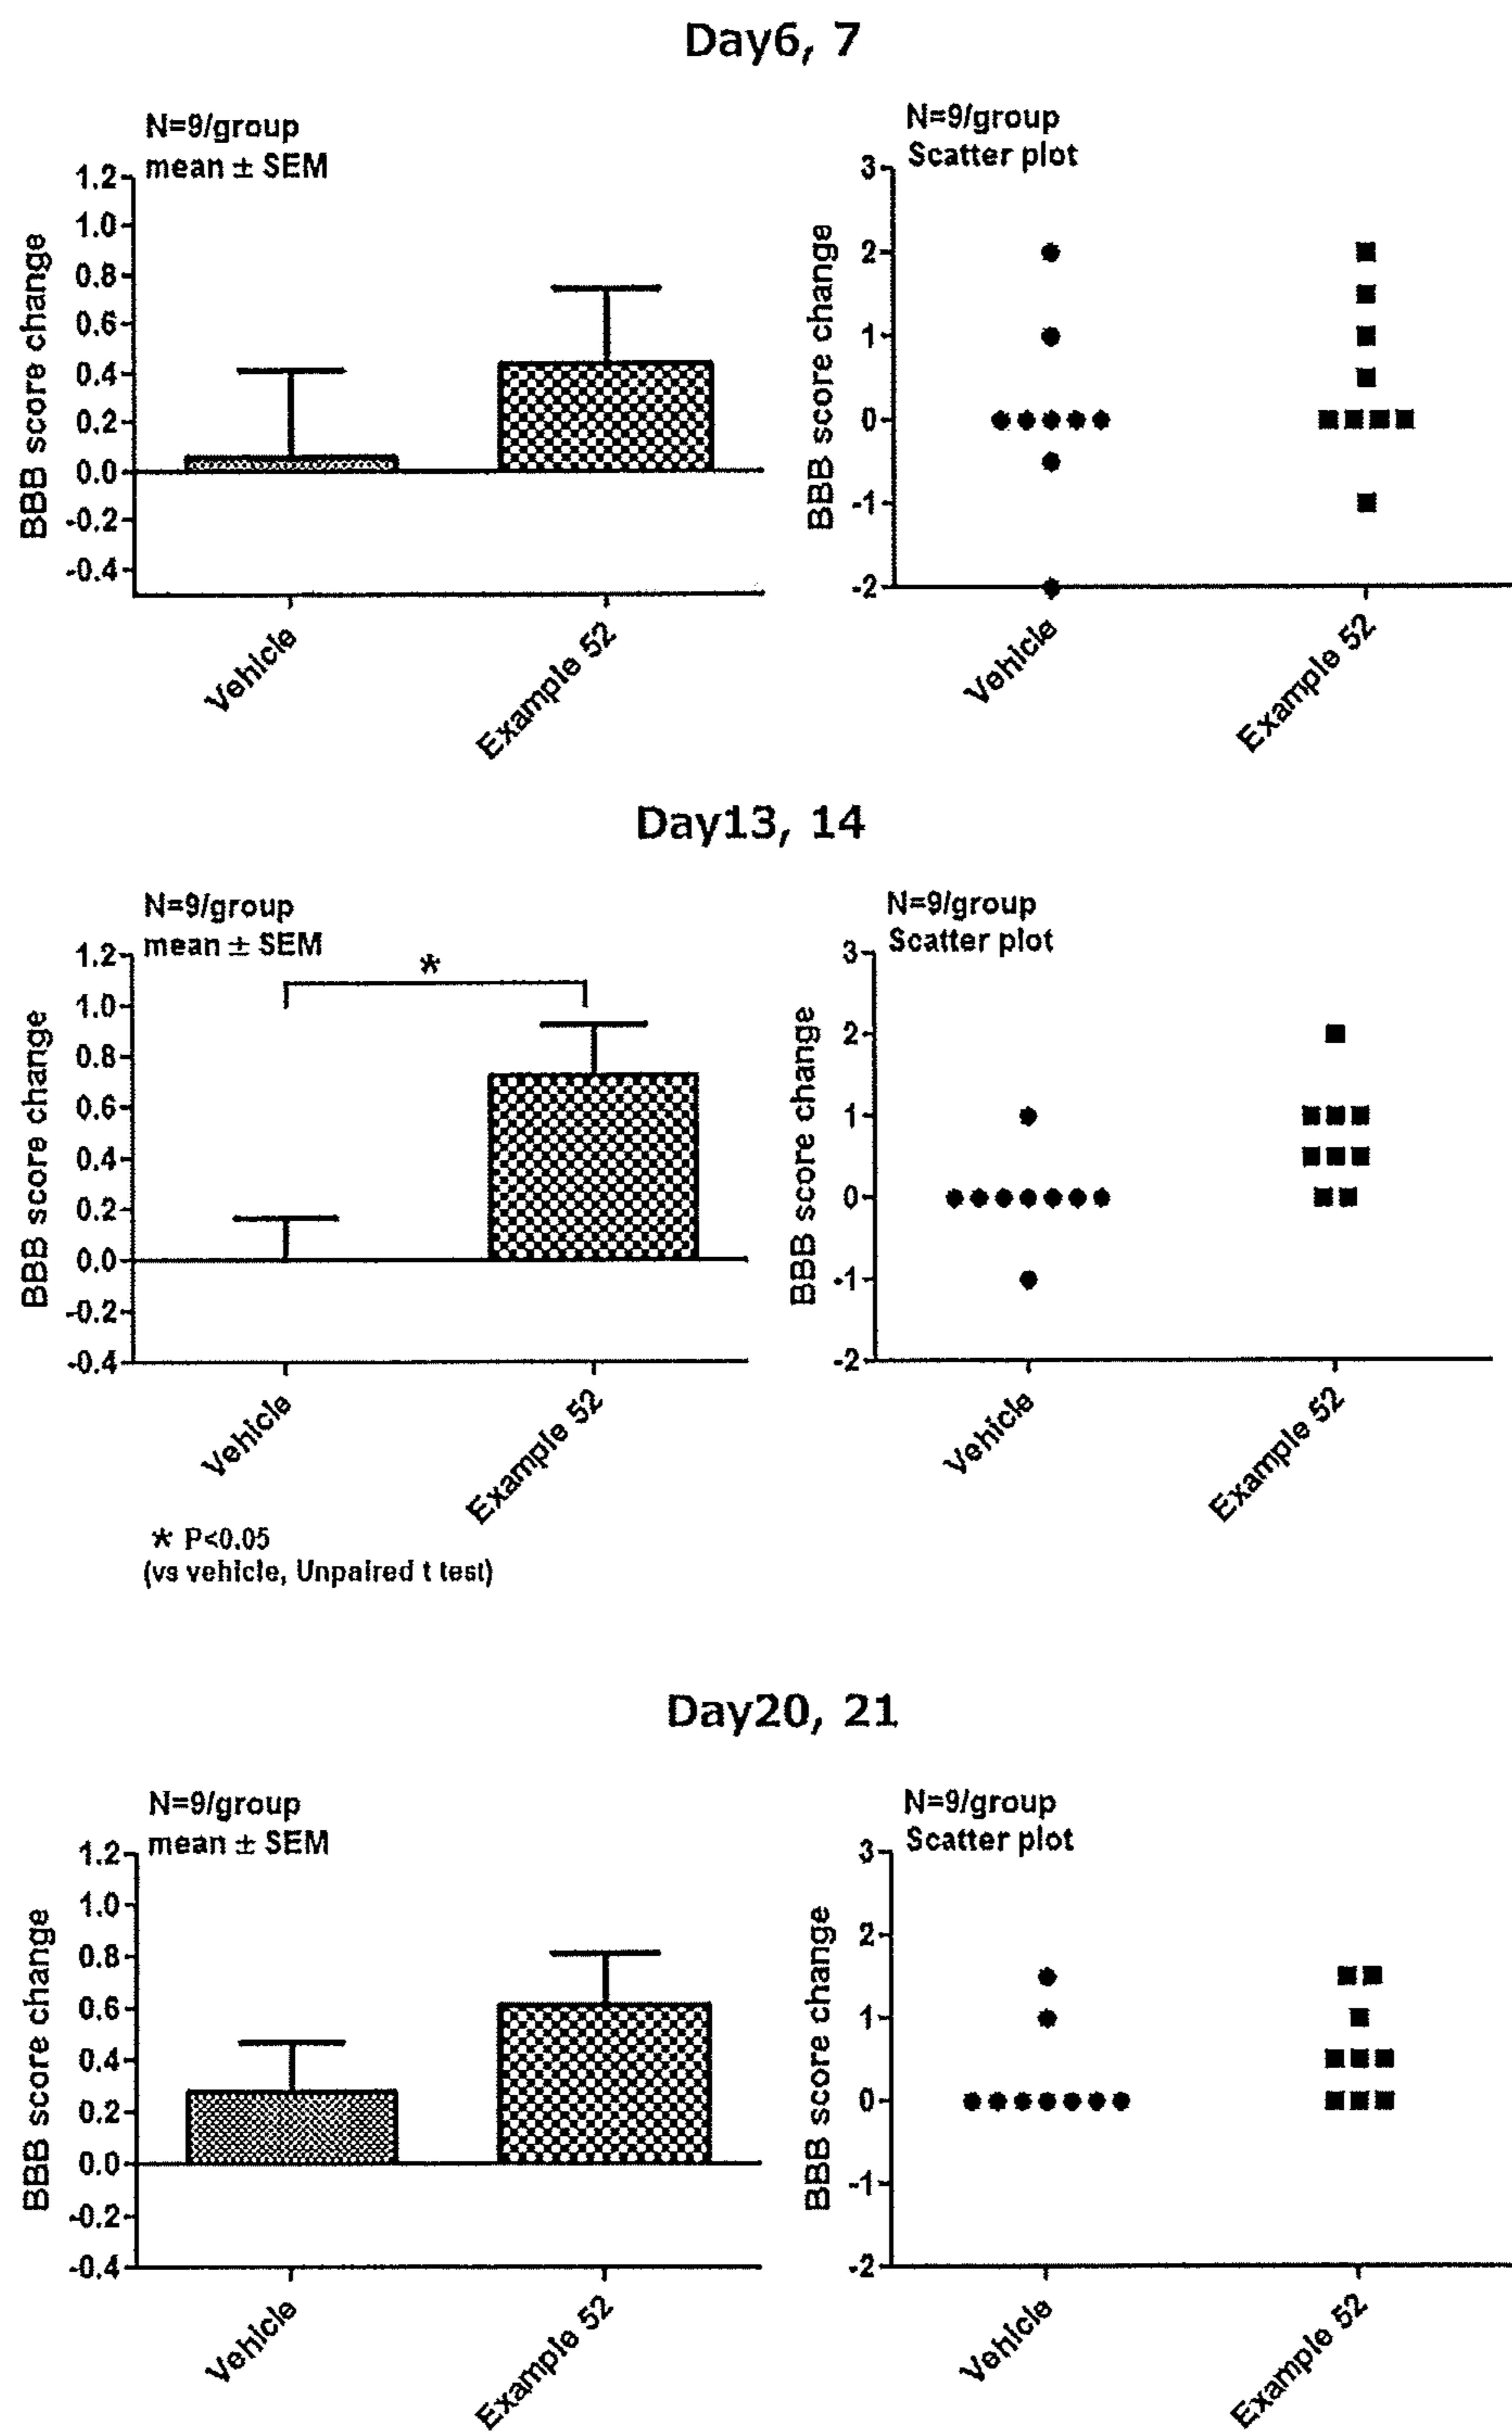 Day6, 7
N=9/group
mean ± SEM
1.2
1.0
0.8
0.6
0.4
0.2
0.0
-0.2
-0.4
BBB score change
Vehicle
Example 52
N=9/group
Scatter plot
3
2
1
0
-1
-2
BBB score change
Vehicle
Example 52
Day13, 14
N=9/group
mean ± SEM
1.2
1.0
0.8
0.6
0.4
0.2
0.0
-0.2
-0.4
BBB score change
*
Vehicle
Example 52
* P<0.05
(vs vehicle, Unpaired t test)
N=9/group
Scatter plot
3
2
1
0
-1
-2
BBB score change
Vehicle
Example 52
Day20, 21
N=9/group
mean ± SEM
1.2
1.0
0.8
0.6
0.4
0.2
0.0
-0.2
-0.4
BBB score change
Vehicle
Example 52
N=9/group
Scatter plot
3
2
1
0
-1
-2
BBB score change
Vehicle
Example 52